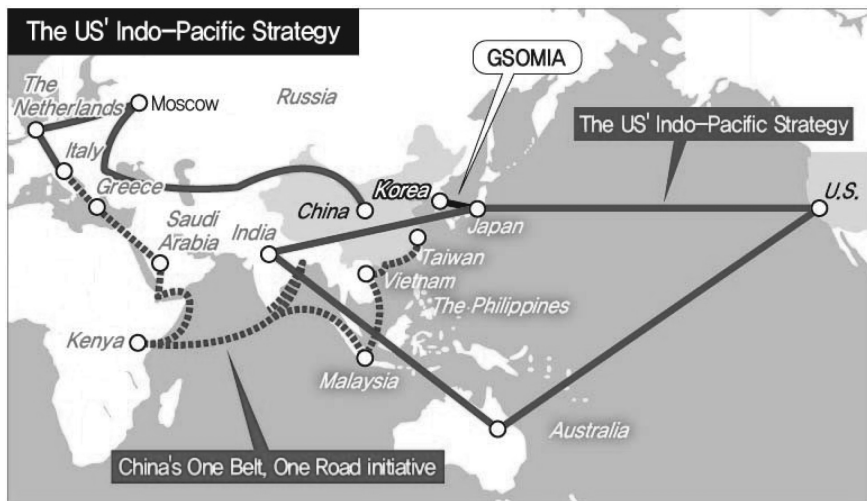 The US' Indo-Pacific Strategy
GSOMIA
The
Netherlands
Moscow
Russia
The US' Indo-Pacific Strategy
Italy
Greece
Korea
U.S.
China
Japan
Saudi
Arabia
India
Taiwan
Vietnam
The Philippines
Kenya
Malaysia
Australia
China's One Belt, One Road initiative